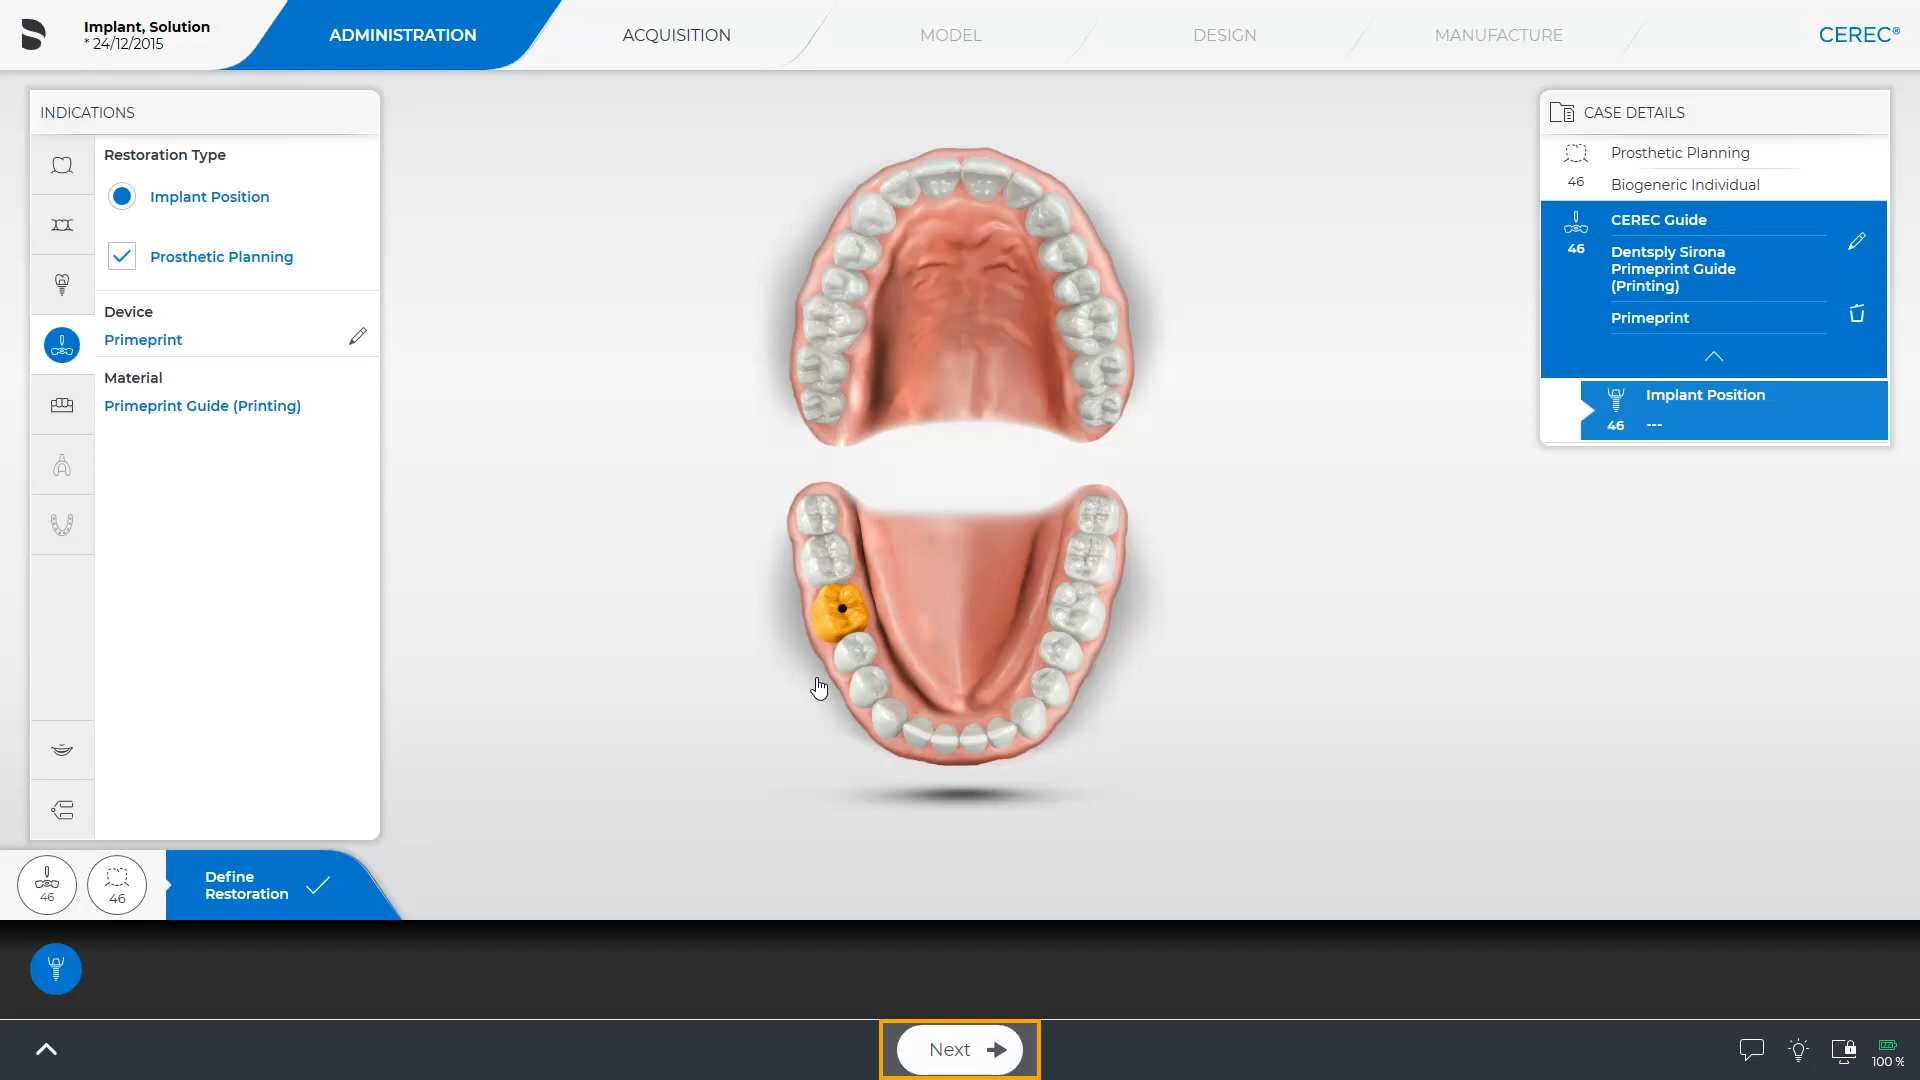 Implant, Solution
* 24/12/2015
ADMINISTRATION
ACQUISITION
MODEL
DESIGN
MANUFACTURE
CEREC®
INDICATIONS
Restoration Type
Implant Position
Prosthetic Planning
Device
Primeprint
Material
Primeprint Guide (Printing)
CASE DETAILS
Prosthetic Planning
46
Biogeneric Individual
CEREC Guide
46
Dentsply Sirona
Primeprint Guide
(Printing)
Primeprint
Implant Position
46
---
46
46
Define
Restoration
Next
100 %